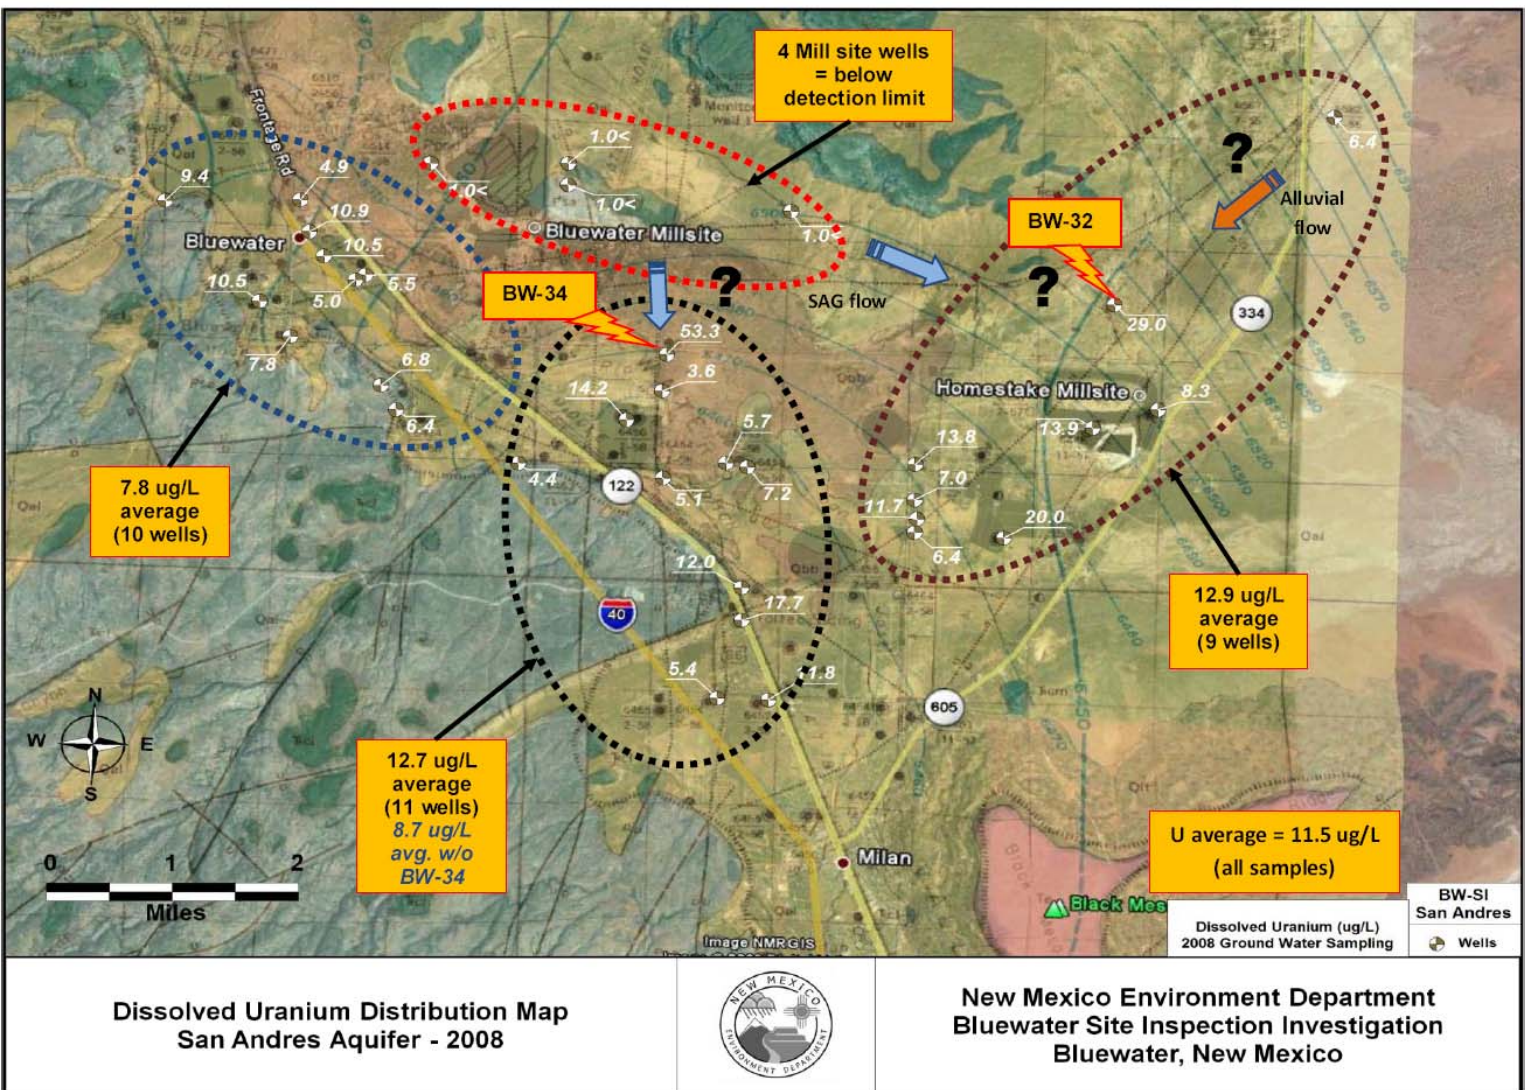 4 Mill site wells
= below
detection limit
Frontage Rd
1.0<
1.0<
1.0<
1.0<
6.4
?
Alluvial
flow
9.4
4.9
10.9
10.5
Bluewater
Bluewater Millsite
BW-32
10.5
5.0
5.5
BW-34
?
SAG flow
?
29.0
334
53.3
7.8
6.8
3.6
14.2
Homestake Millsite
8.3
6.4
5.7
13.8
13.9
4.4
122
5.1
7.2
7.0
11.7
20.0
6.4
7.8 ug/L
average
(10 wells)
12.0
17.7
40
12.9 ug/L
average
(9 wells)
5.4
11.8
605
N
W E
S
12.7 ug/L
average
(11 wells)
8.7 ug/L
avg. w/o
BW-34
U average = 11.5 ug/L
(all samples)
0 1 2
Miles
Milan
Black Mes
BW-SI
San Andres
Wells
Dissolved Uranium (ug/L)
2008 Ground Water Sampling
Image NMRGIS
Dissolved Uranium Distribution Map
San Andres Aquifer - 2008
NEW MEXICO
ENVIRONMENT DEPARTMENT
New Mexico Environment Department
Bluewater Site Inspection Investigation
Bluewater, New Mexico